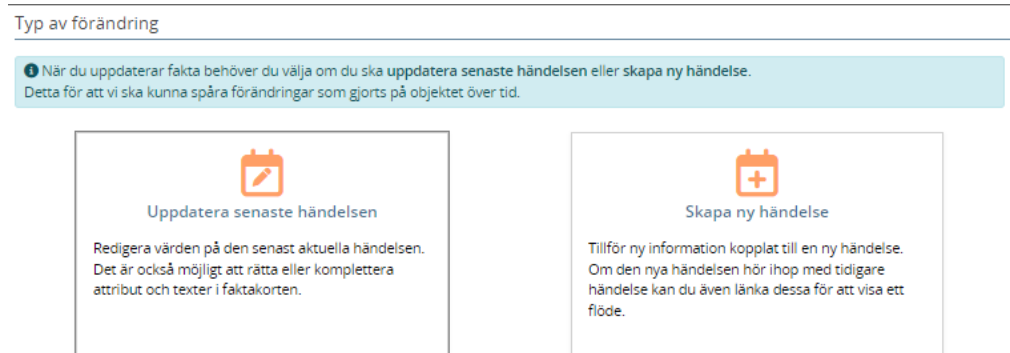 Typ av förändring
När du uppdaterar fakta behöver du välja om du ska uppdatera senaste händelsen eller skapa ny händelse.
Detta för att vi ska kunna spåra förändringar som gjorts på objektet över tid.
Uppdatera senaste händelsen
Redigera värden på den senast aktuella händelsen.
Det är också möjligt att rätta eller komplettera
attribut och texter i faktakorten.
Skapa ny händelse
Tillför ny information kopplat till en ny händelse.
Om den nya händelsen hör ihop med tidigare
händelse kan du även länka dessa för att visa ett
flöde.